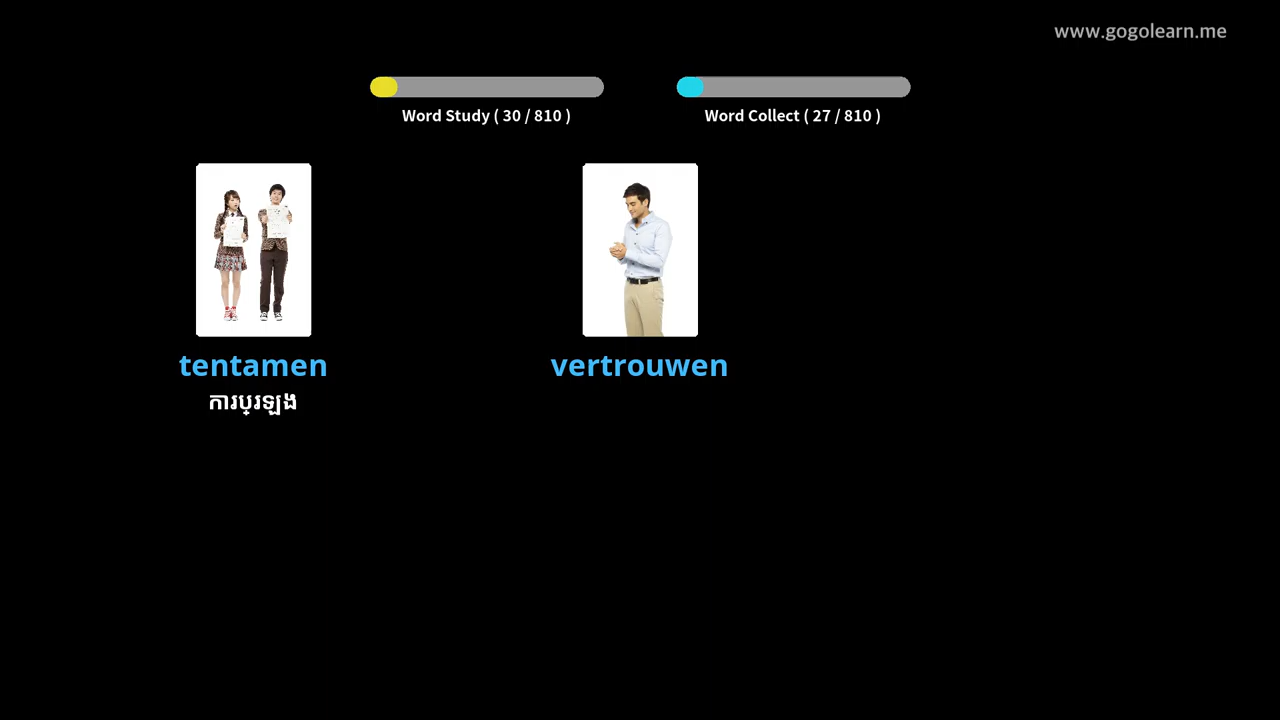 www.gogolearn.me
Word Study ( 30 / 810 )
Word Collect ( 27 / 810 )
tentamen
ការប្រឡង
vertrouwen